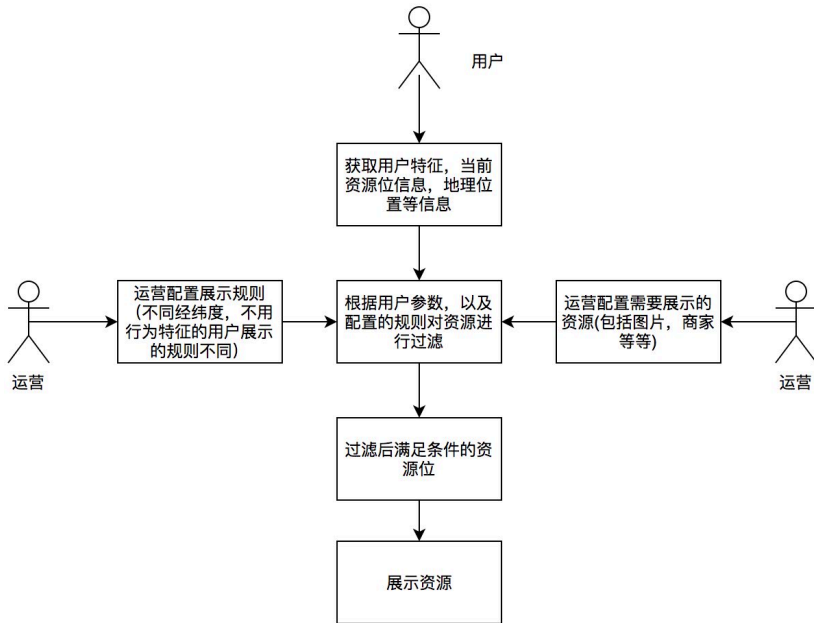 用户
获取用户特征，当前
资源位信息，地理位
置等信息
运营配置展示规则
（不同经纬度，不用
行为特征的用户展示
的规则不同）
运营
根据用户参数，以及
配置的规则对资源进
行过滤
运营配置需要展示的
资源(包括图片，商家
等等)
运营
过滤后满足条件的资
源位
展示资源